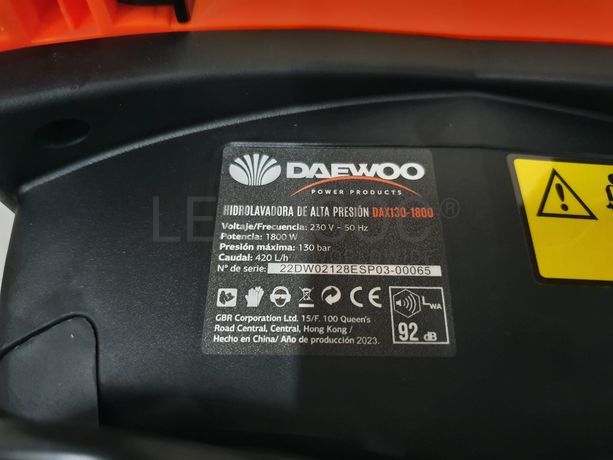 DAEWOO
POWER PRODUCTS
HIDROLAVADORA DE ALTA PRESIÓN DAX130-1800
Voltaje/Frecuencia: 230 V ~ 50 Hz
Potencia: 1800 W
Presión máxima: 130 bar
Caudal: 420 L/h
Nº de serie: 22DW02128ESP03-00065
CE
GBR Corporation Ltd. 15/F. 100 Queen's
Road Central, Central, Hong Kong /
Hecho en China/ Año de producción 2023.
LWA
92 dB